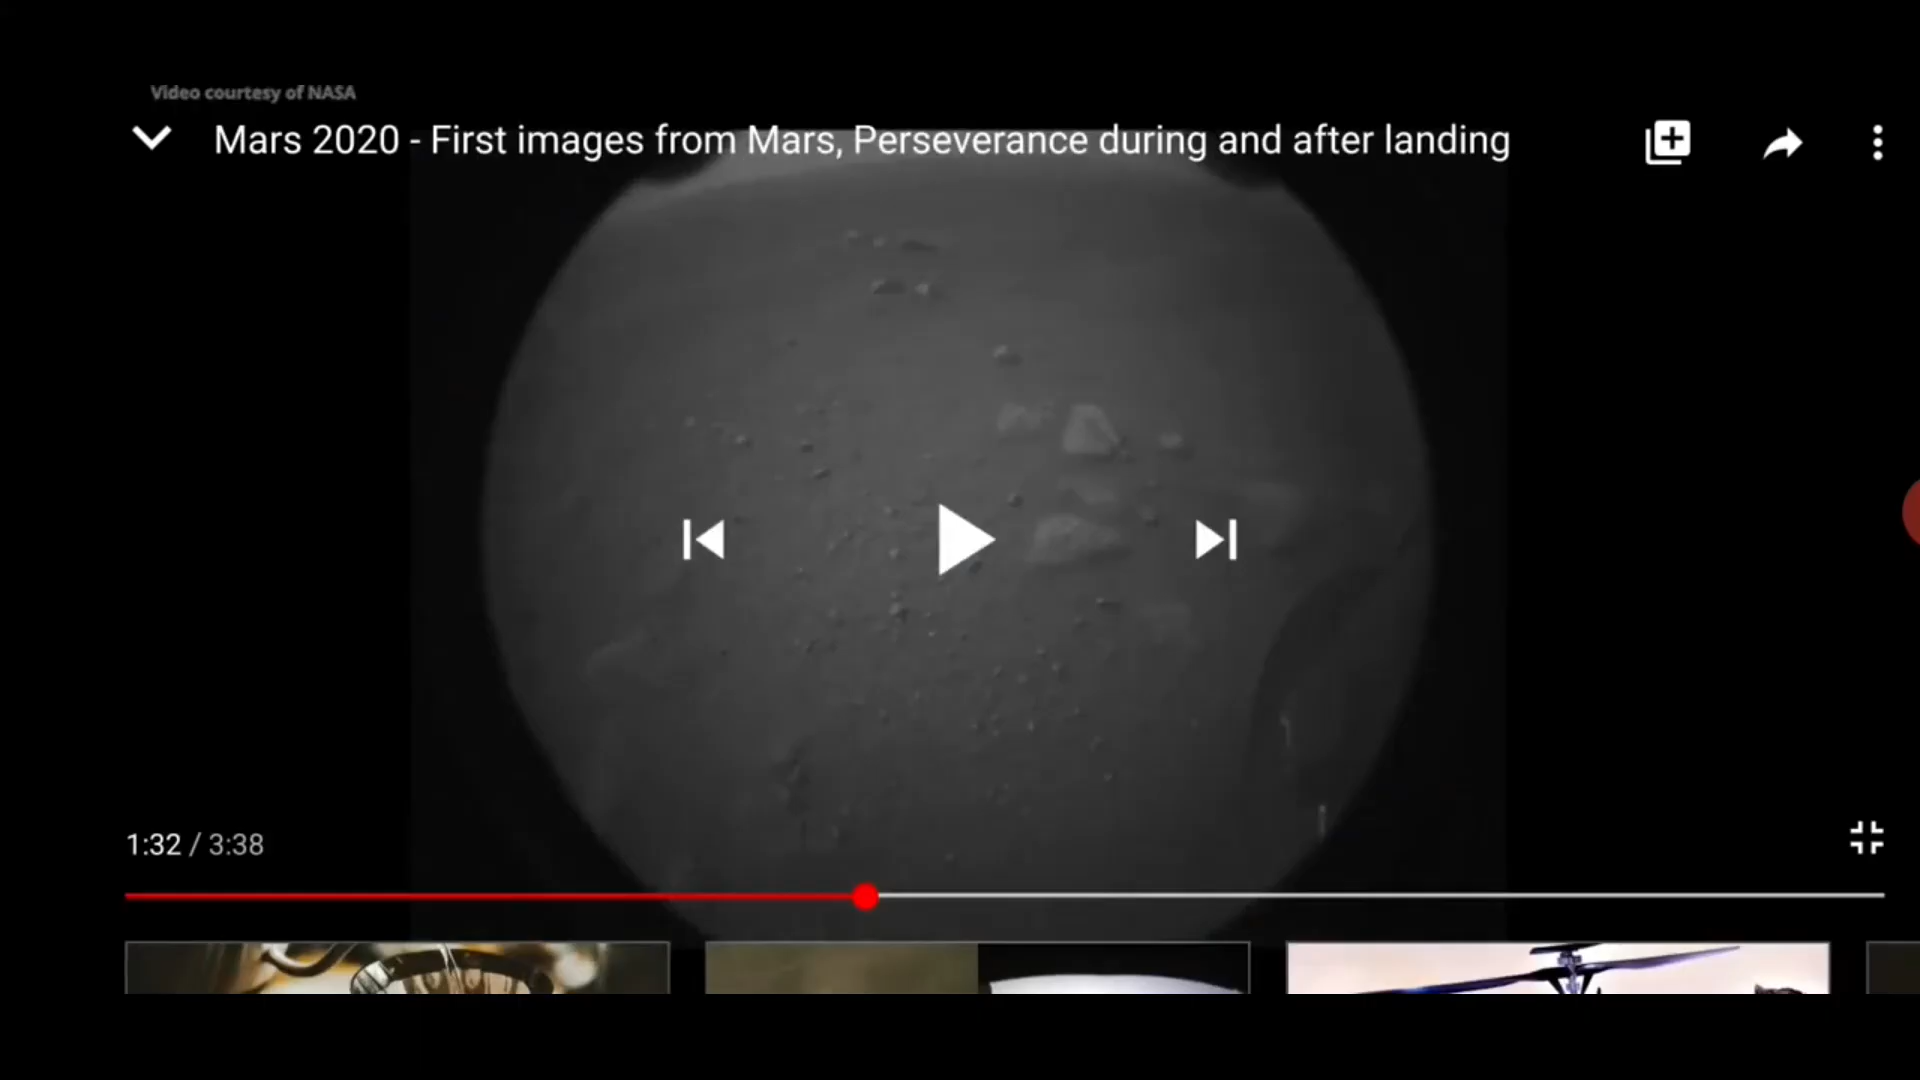 Video courtesy of NASA
Mars 2020 - First images from Mars, Perseverance during and after landing
1:32 / 3:38